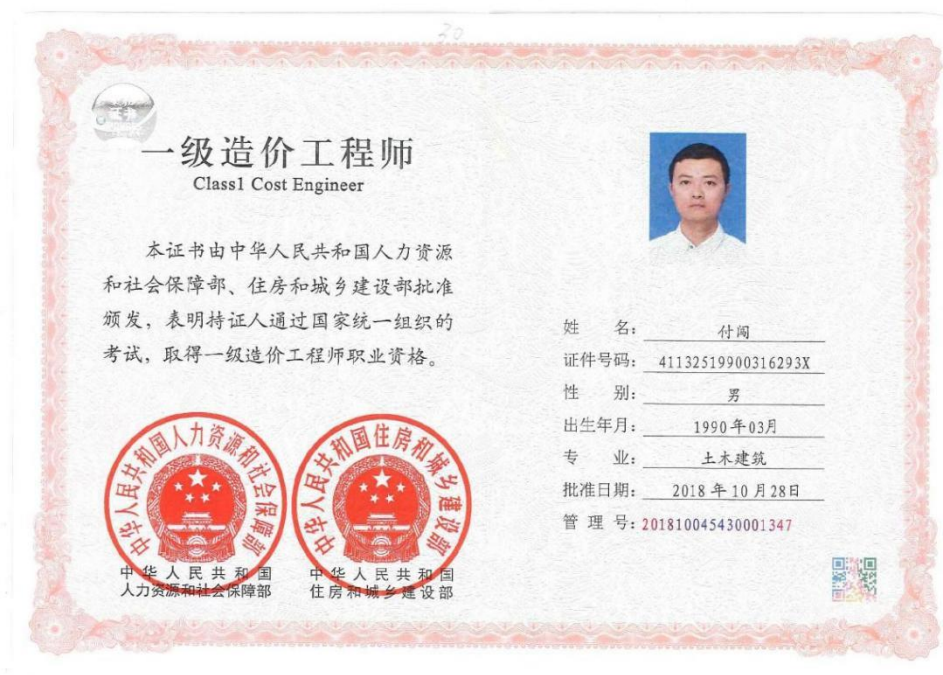 20
一级造价工程师
Class1 Cost Engineer
本证书由中华人民共和国人力资源
和社会保障部、住房和城乡建设部批准
颁发，表明持证人通过国家统一组织的
考试，取得一级造价工程师职业资格。
中华人民共和国人力资源和社会保障部
中华人民共和国住房和城乡建设部
中华人民共和国
人力资源和社会保障部
中华人民共和国
住房和城乡建设部
姓 名：付闯
证件号码：41132519900316293X
性 别：男
出生年月：1990年03月
专 业：土木建筑
批准日期：2018年10月28日
管 理 号：201810045430001347